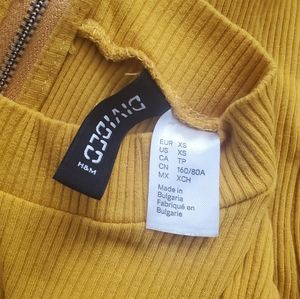 DIVIDED
H&M
EUR XS
US XS
CA TP
CN 160/80A
MX XCH
Made in
Bulgaria
Fabriqué en
Bulgarie